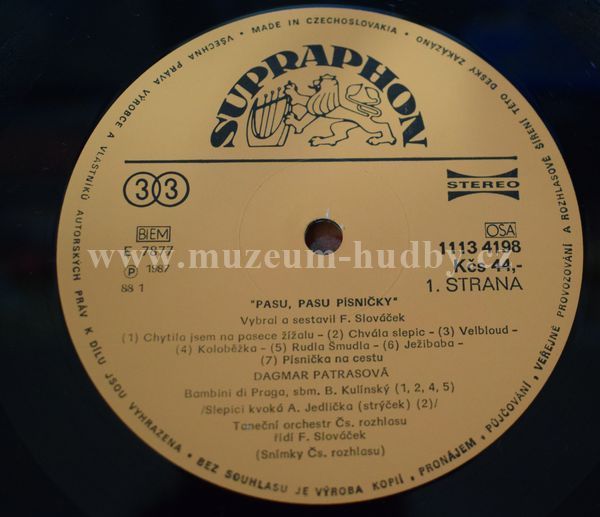 VŠECHNA PRÁVA VÝROBCE A VLASTNÍKŮ AUTORSKÝCH PRÁV K DÍLU JSOU VYHRAZENA • BEZ SOUHLASU JE VÝROBA KOPIÍ, PRONÁJEM, PŮJČOVÁNÍ, VEŘEJNÉ PROVOZOVÁNÍ A ROZHLASOVÉ ŠÍŘENÍ TÉTO DESKY ZAKÁZÁNO • MADE IN CZECHOSLOVAKIA •
SUPRAPHON
33
STEREO
BIEM
OSA
E 7877
1113 4198
www.muzeum-hudby.cz
Ⓟ 1987
Kčs 44,-
88 1
1. STRANA
"PASU, PASU PÍSNIČKY"
Vybral a sestavil F. Slováček
(1) Chytila jsem na pasece žížalu - (2) Chvála slepic - (3) Velbloud -
(4) Koloběžka - (5) Rudla Šmudla - (6) Ježibaba -
(7) Písnička na cestu
DAGMAR PATRASOVÁ
Bambini di Praga, sbm. B. Kulínský (1, 2, 4, 5)
/Slepici kvoká A. Jedlička (strýček) (2)/
Taneční orchestr Čs. rozhlasu
řídí F. Slováček
(Snímky Čs. rozhlasu)